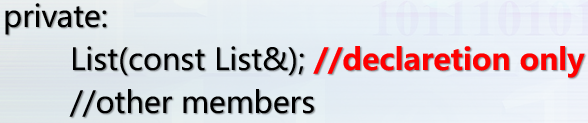 private:
List(const List&); //declaretion only
//other members